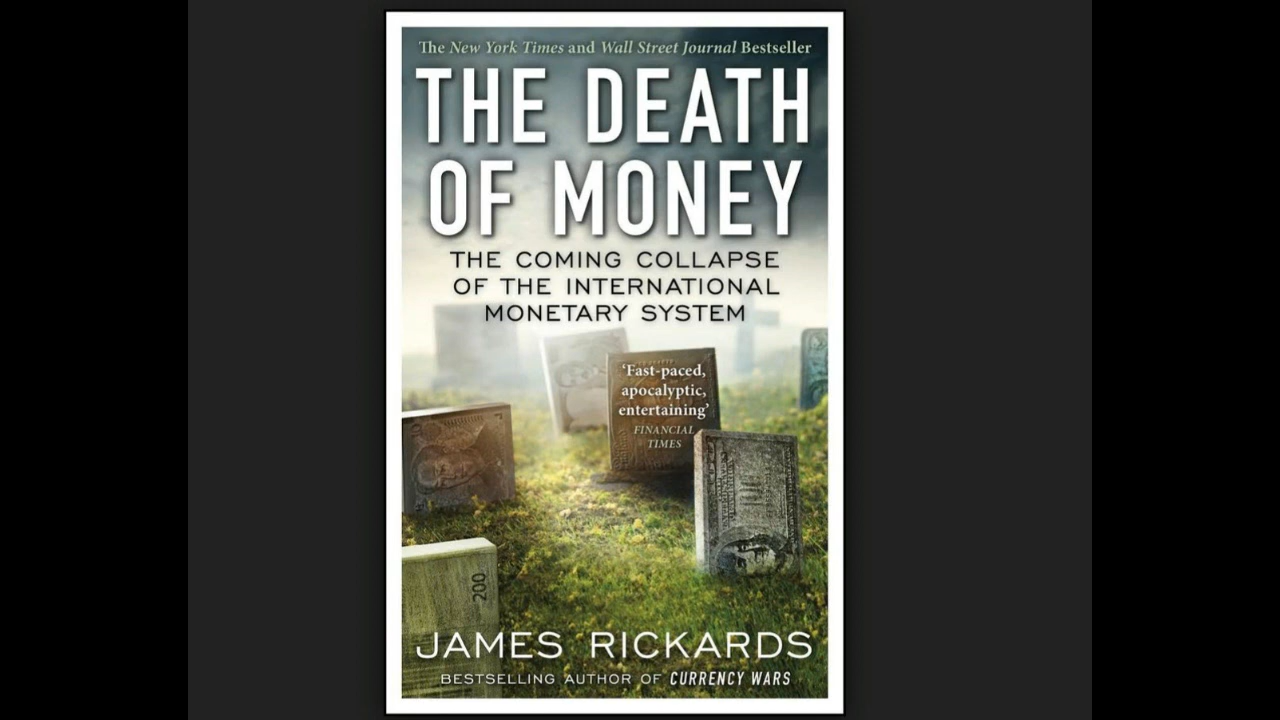 The New York Times and Wall Street Journal Bestseller
THE DEATH
OF MONEY
THE COMING COLLAPSE
OF THE INTERNATIONAL
MONETARY SYSTEM
‘Fast-paced,
apocalyptic,
entertaining’
FINANCIAL
TIMES
100
200
JAMES RICKARDS
BESTSELLING AUTHOR OF CURRENCY WARS